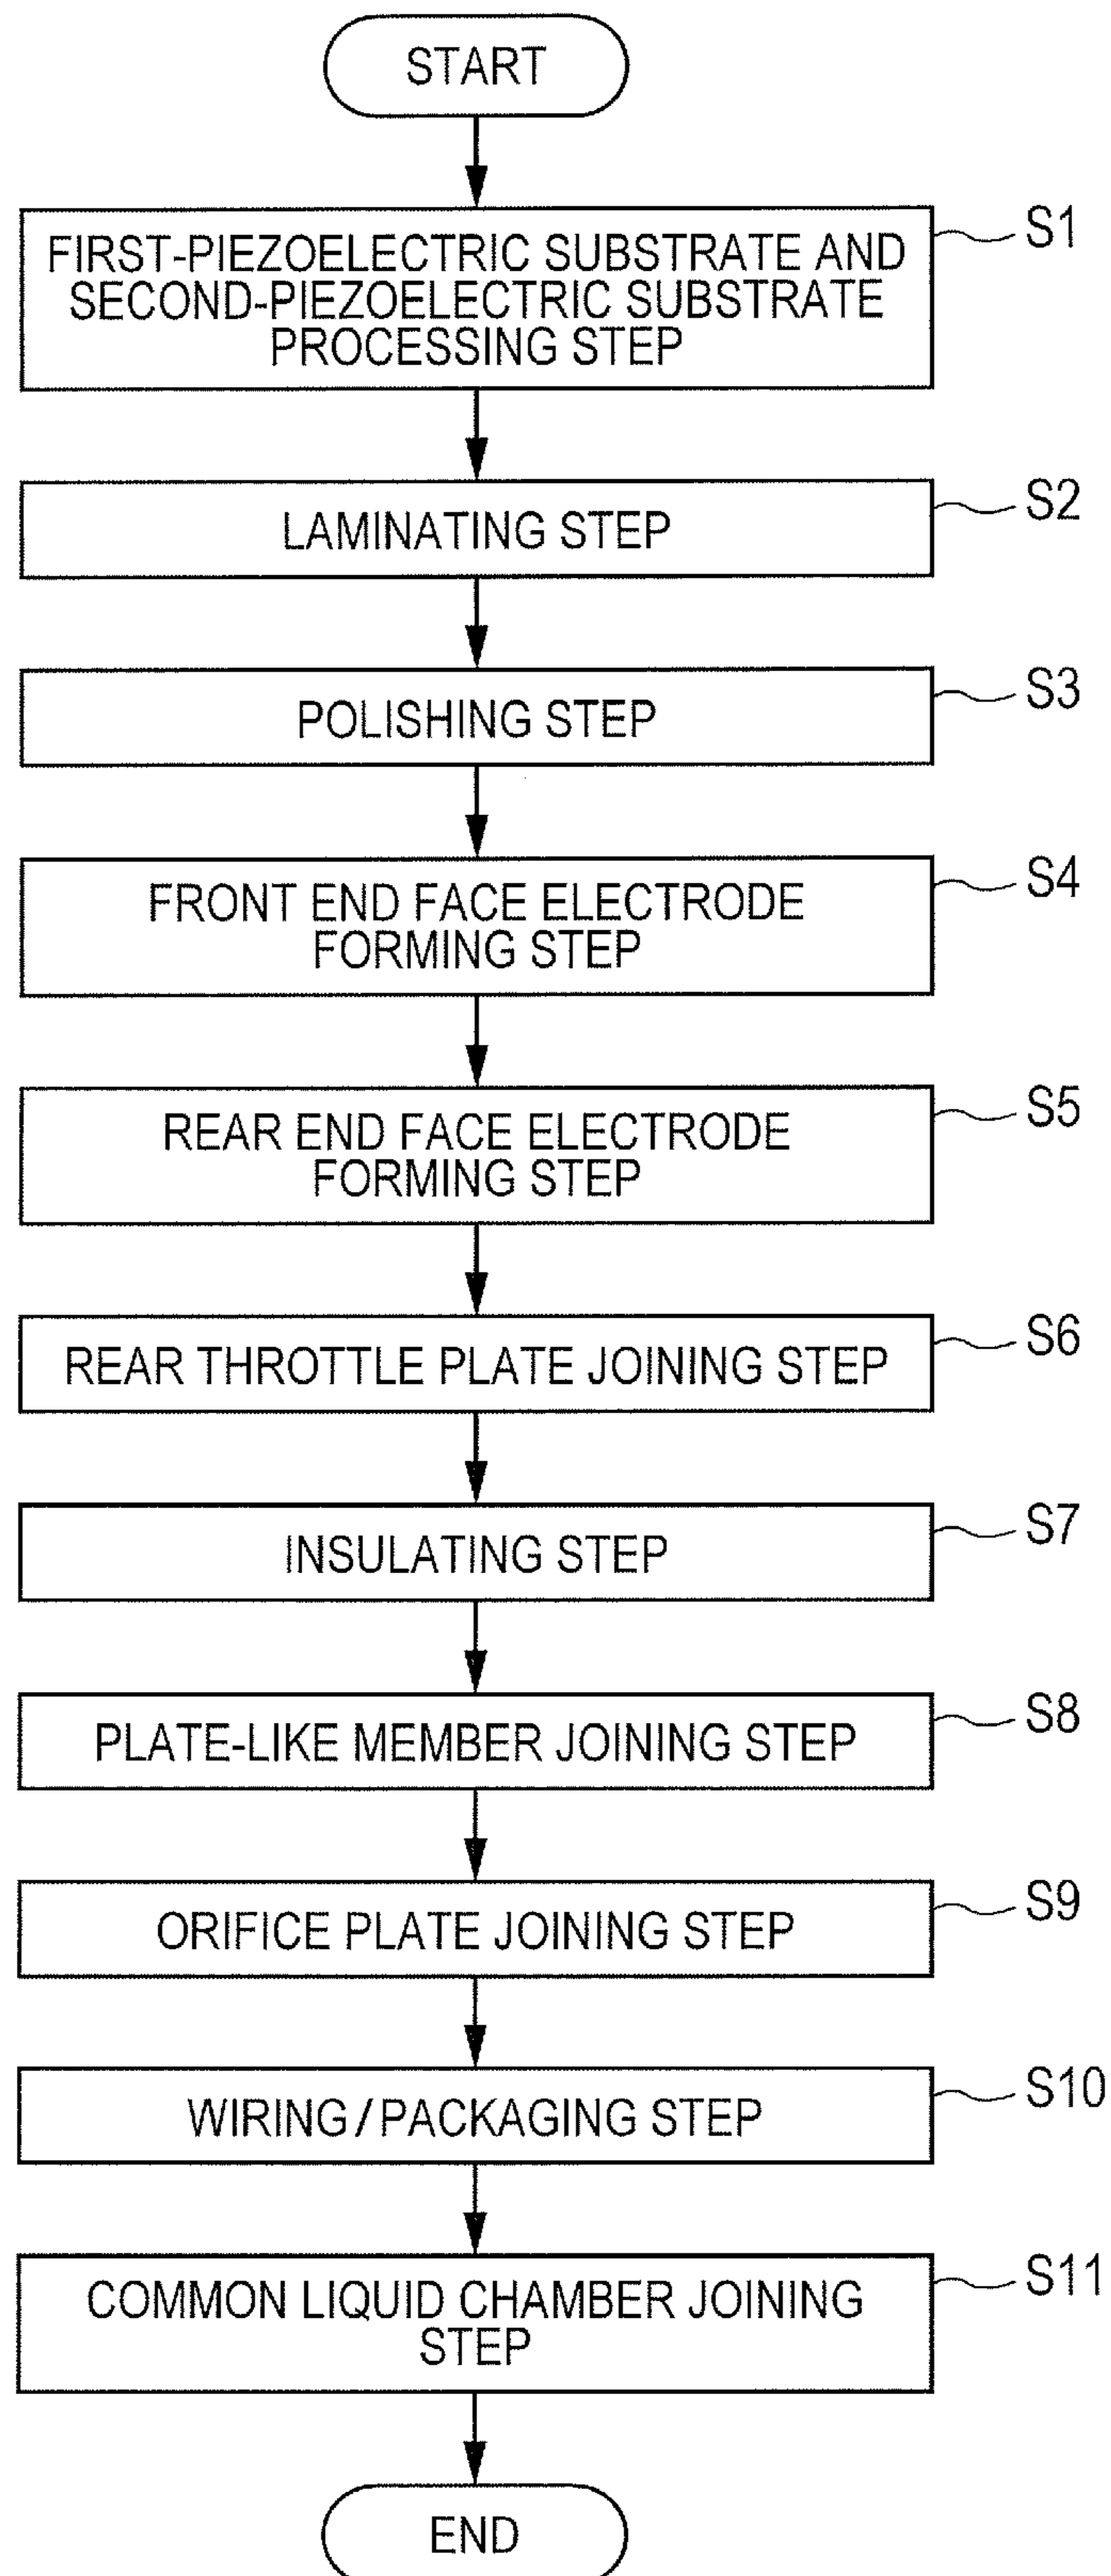 START
FIRST-PIEZOELECTRIC SUBSTRATE AND
SECOND-PIEZOELECTRIC SUBSTRATE
PROCESSING STEP
S1
LAMINATING STEP
S2
POLISHING STEP
S3
FRONT END FACE ELECTRODE
FORMING STEP
S4
REAR END FACE ELECTRODE
FORMING STEP
S5
REAR THROTTLE PLATE JOINING STEP
S6
INSULATING STEP
S7
PLATE-LIKE MEMBER JOINING STEP
S8
ORIFICE PLATE JOINING STEP
S9
WIRING/PACKAGING STEP
S10
COMMON LIQUID CHAMBER JOINING
STEP
S11
END